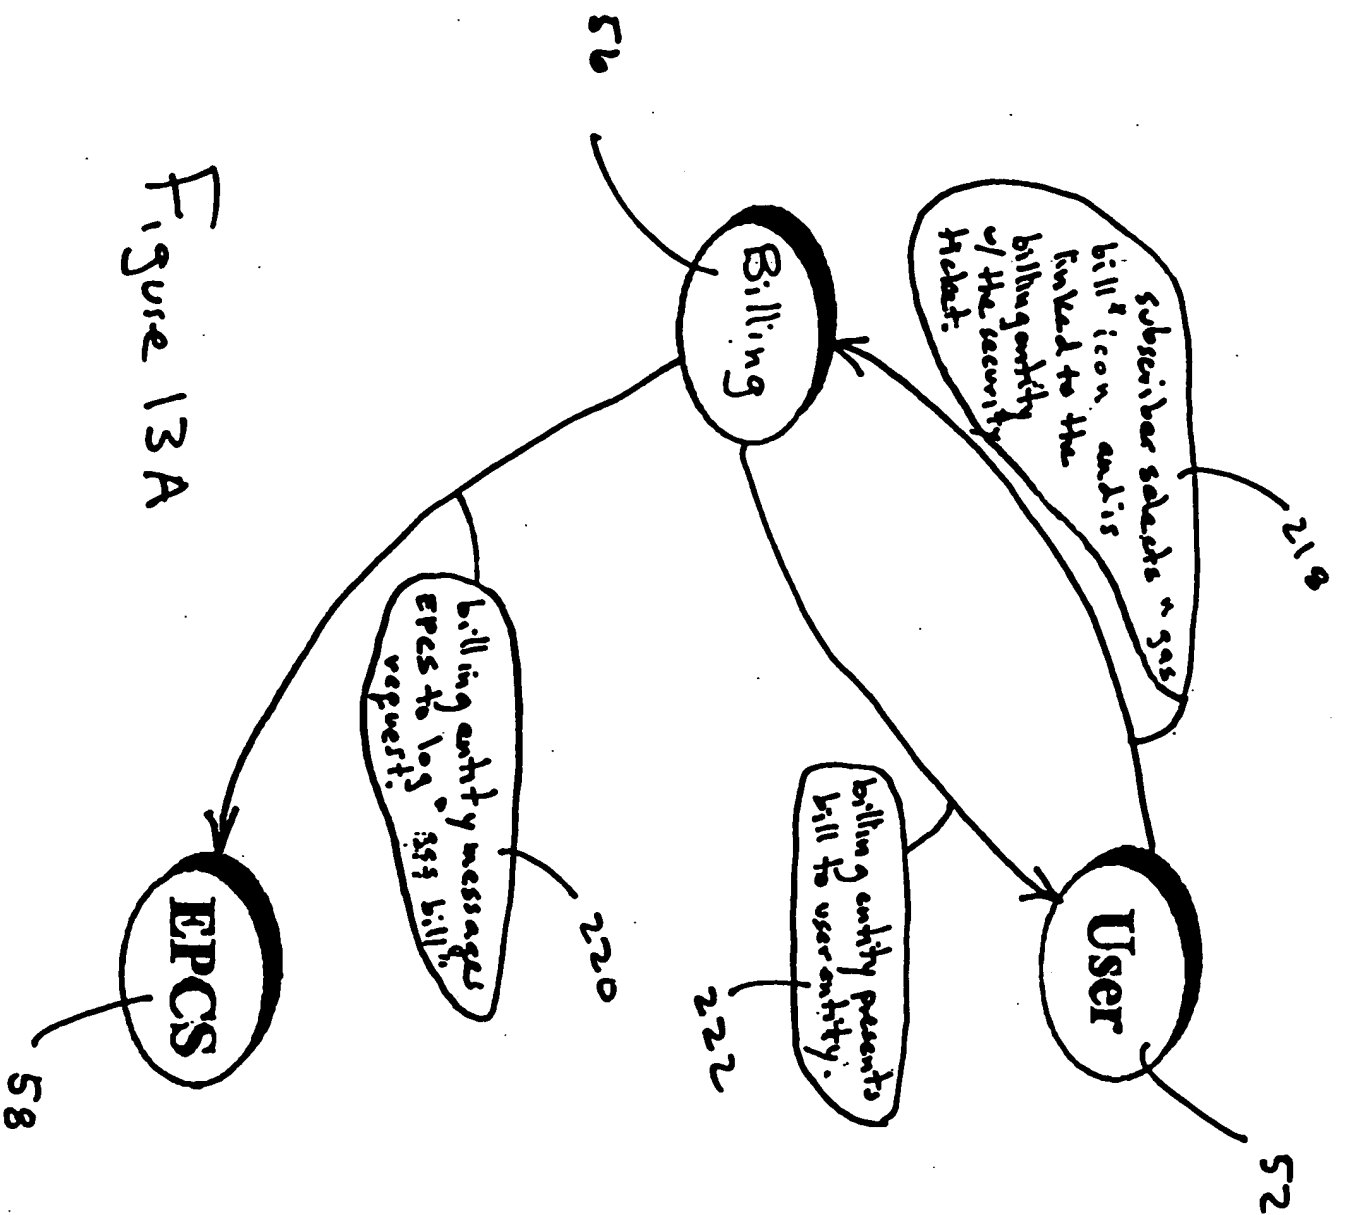 218
subscriber selects "gas
bill" icon and is
linked to the
billing entity
w/ the security
ticket.
52
User
billing entity presents
bill to user entity.
222
56
Billing
220
billing entity messages
EPCS to log bill"
request.
EPCS
58
Figure 13A